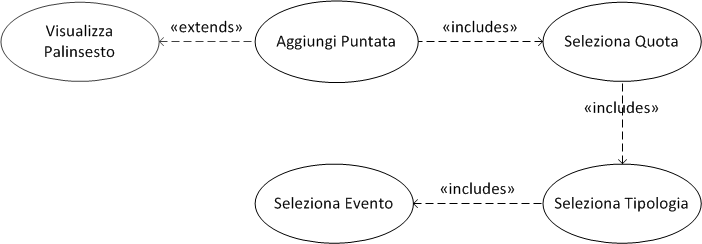 Visualizza
Palinsesto
«extends»
Aggiungi Puntata
«includes»
Seleziona Quota
«includes»
Seleziona Evento
«includes»
Seleziona Tipologia